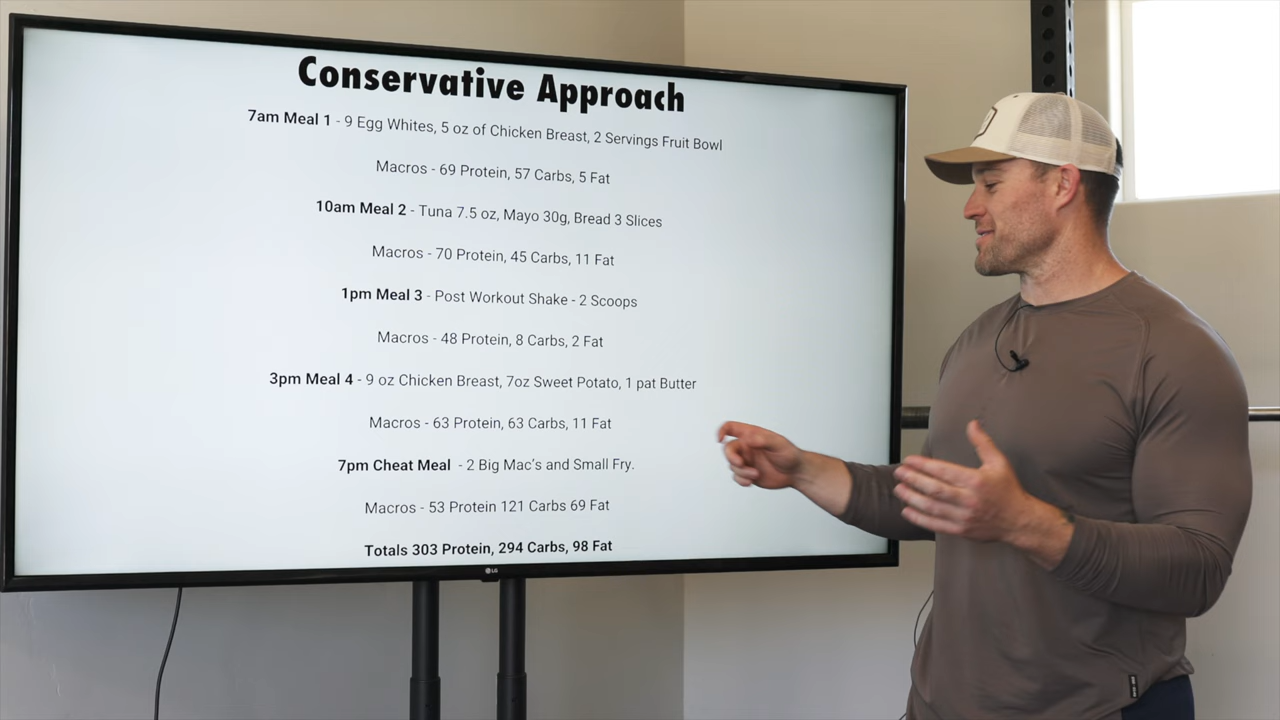 Conservative Approach
7am Meal 1 - 9 Egg Whites, 5 oz of Chicken Breast, 2 Servings Fruit Bowl
Macros - 69 Protein, 57 Carbs, 5 Fat
10am Meal 2 - Tuna 7.5 oz, Mayo 30g, Bread 3 Slices
Macros - 70 Protein, 45 Carbs, 11 Fat
1pm Meal 3 - Post Workout Shake - 2 Scoops
Macros - 48 Protein, 8 Carbs, 2 Fat
3pm Meal 4 - 9 oz Chicken Breast, 7oz Sweet Potato, 1 pat Butter
Macros - 63 Protein, 63 Carbs, 11 Fat
7pm Cheat Meal - 2 Big Mac's and Small Fry.
Macros - 53 Protein 121 Carbs 69 Fat
Totals 303 Protein, 294 Carbs, 98 Fat
LG